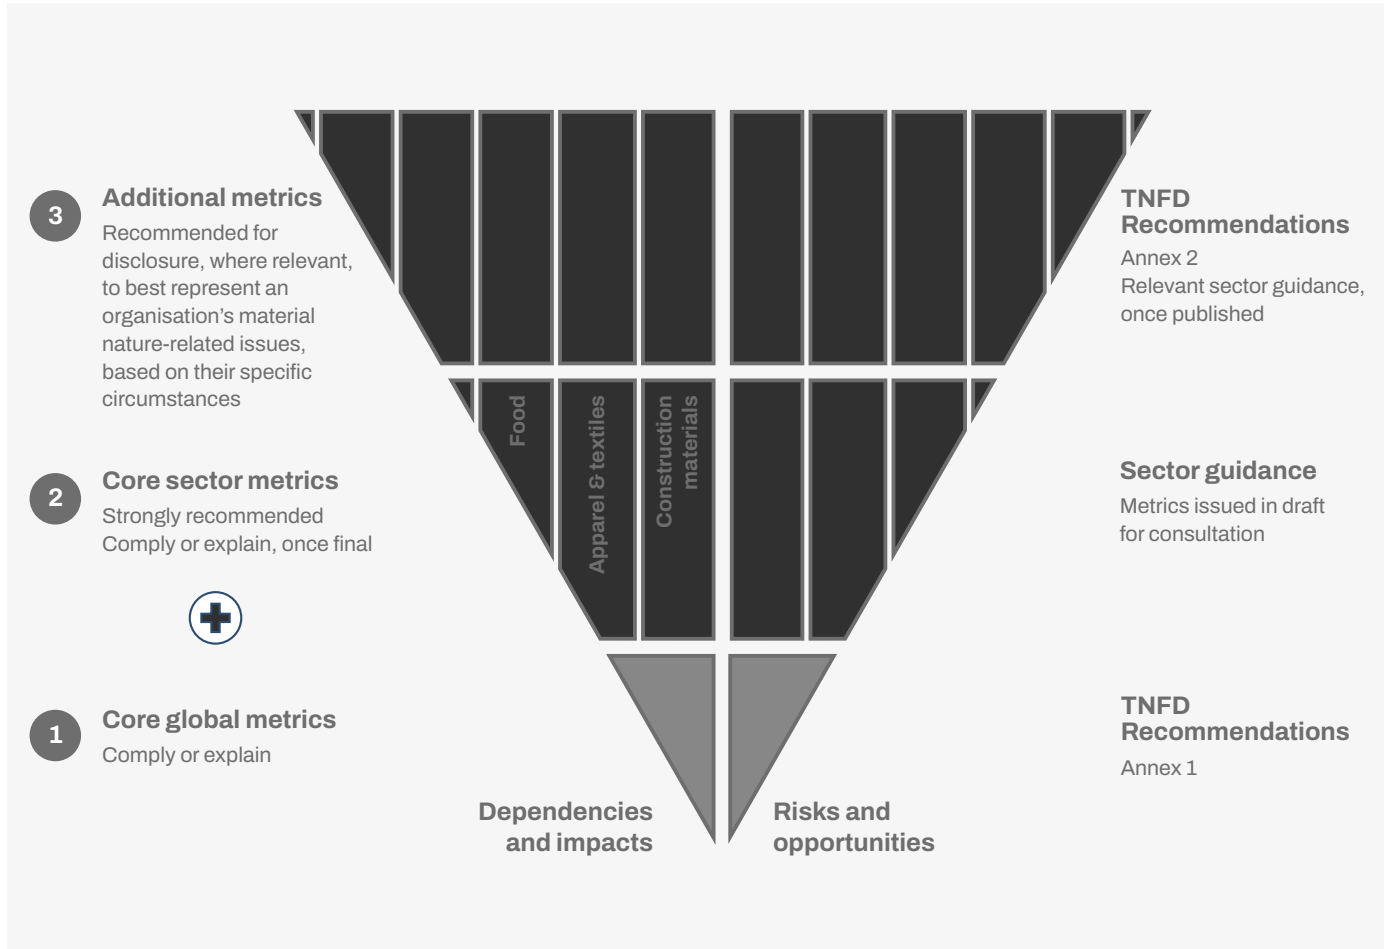 3
Additional metrics
Recommended for
disclosure, where relevant,
to best represent an
organisation's material
nature-related issues,
based on their specific
circumstances
TNFD
Recommendations
Annex 2
Relevant sector guidance,
once published
2
Core sector metrics
Strongly recommended
Comply or explain, once final
Food
Apparel & textiles
Construction
materials
Sector guidance
Metrics issued in draft
for consultation
1
Core global metrics
Comply or explain
TNFD
Recommendations
Annex 1
Dependencies
and impacts
Risks and
opportunities